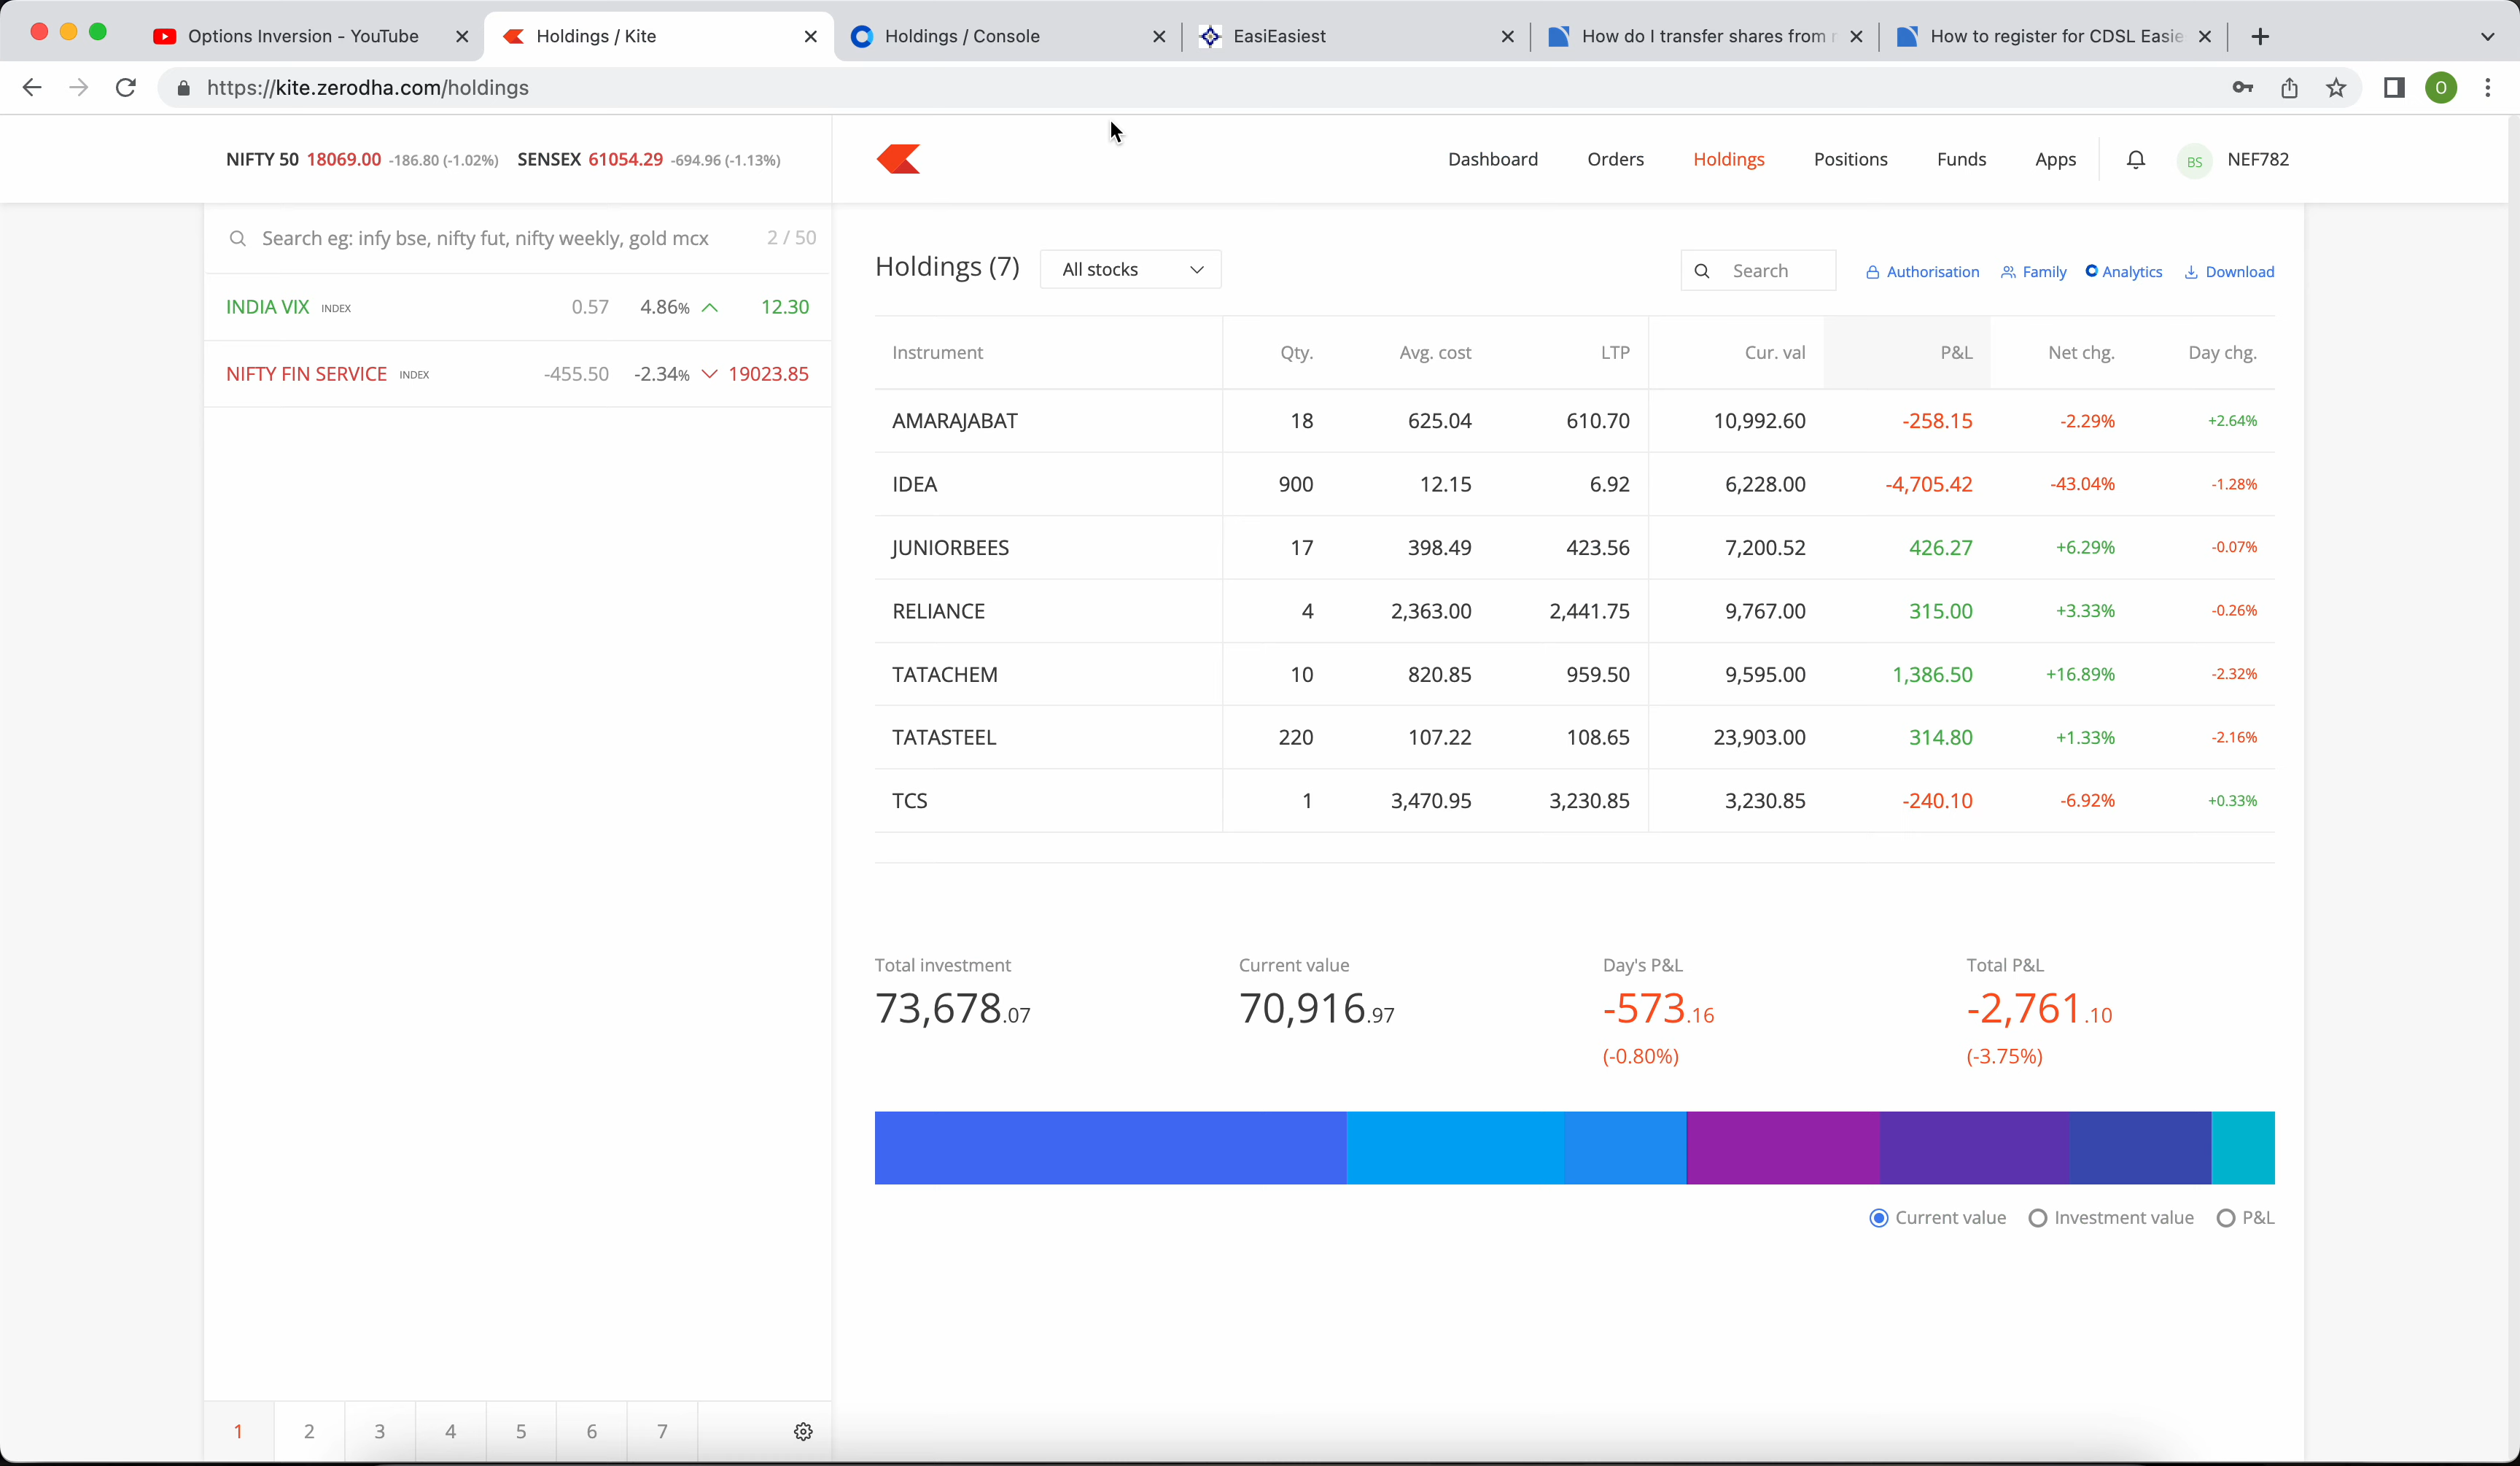 Options Inversion - YouTube
Holdings / Kite
Holdings / Console
EasiEasiest
How do I transfer shares from
How to register for CDSL Easie
https://kite.zerodha.com/holdings
O
NIFTY 50 18069.00 -186.80 (-1.02%) SENSEX 61054.29 -694.96 (-1.13%)
Dashboard Orders Holdings Positions Funds Apps BS NEF782
Search eg: infy bse, nifty fut, nifty weekly, gold mcx 2 / 50
INDIA VIX INDEX 0.57 4.86% 12.30
NIFTY FIN SERVICE INDEX -455.50 -2.34% 19023.85
1 2 3 4 5 6 7
Holdings (7) All stocks Search Authorisation Family Analytics Download
Instrument Qty. Avg. cost LTP Cur. val P&L Net chg. Day chg.
AMARAJABAT 18 625.04 610.70 10,992.60 -258.15 -2.29% +2.64%
IDEA 900 12.15 6.92 6,228.00 -4,705.42 -43.04% -1.28%
JUNIORBEES 17 398.49 423.56 7,200.52 426.27 +6.29% -0.07%
RELIANCE 4 2,363.00 2,441.75 9,767.00 315.00 +3.33% -0.26%
TATACHEM 10 820.85 959.50 9,595.00 1,386.50 +16.89% -2.32%
TATASTEEL 220 107.22 108.65 23,903.00 314.80 +1.33% -2.16%
TCS 1 3,470.95 3,230.85 3,230.85 -240.10 -6.92% +0.33%
Total investment Current value Day's P&L Total P&L
73,678.07 70,916.97 -573.16 -2,761.10
(-0.80%) (-3.75%)
Current value Investment value P&L